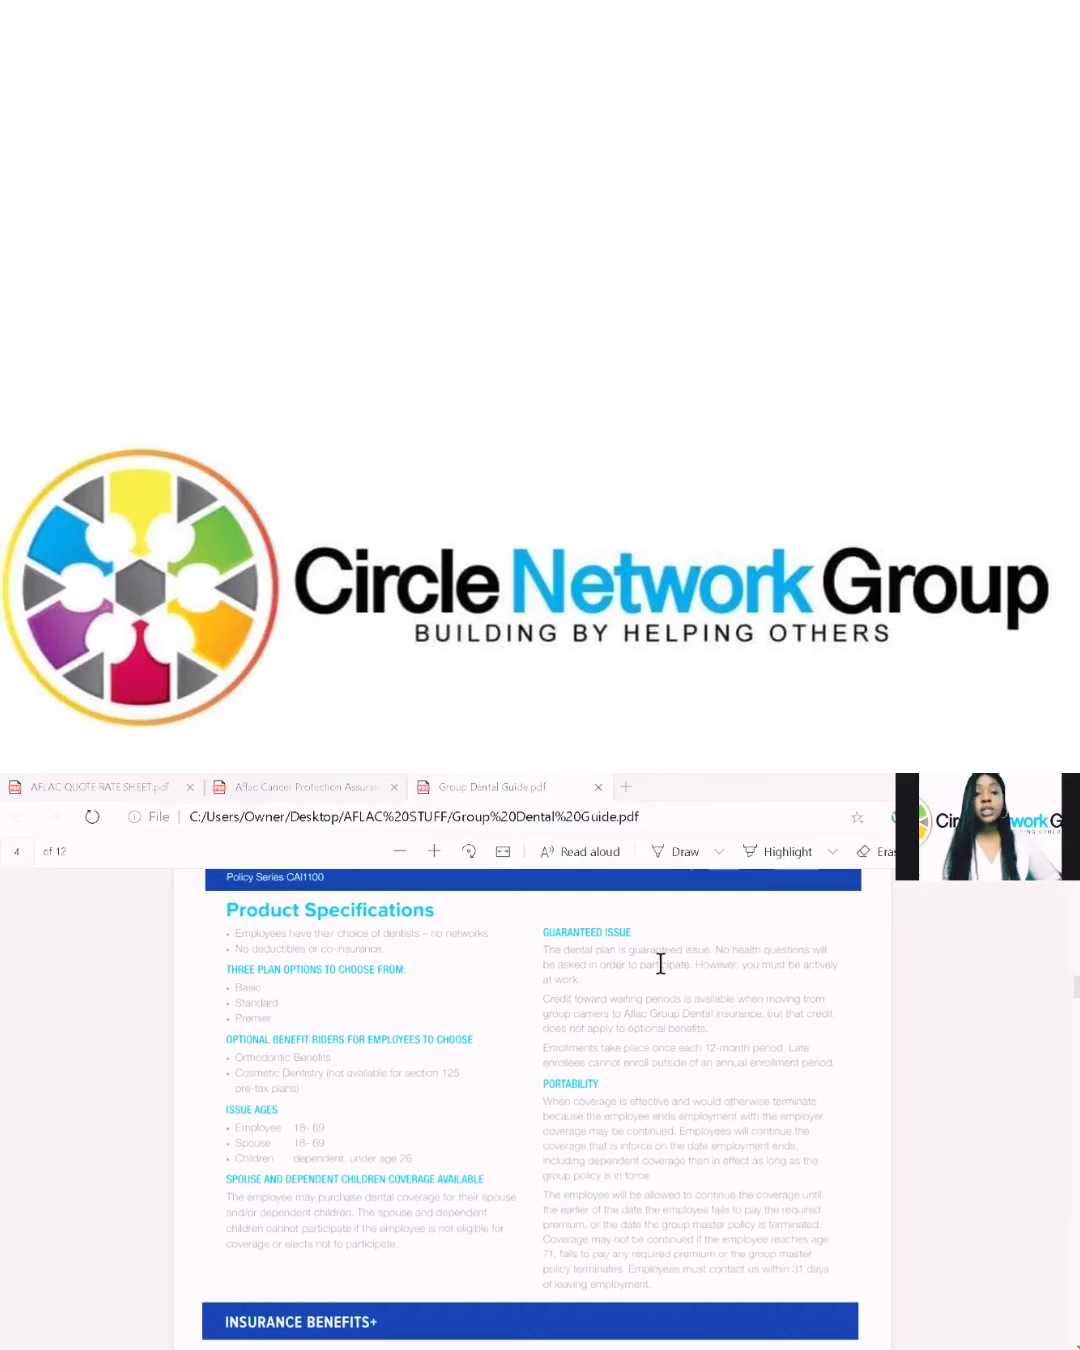 Circle Network Group
BUILDING BY HELPING OTHERS
AFLAC QUOTE RATE SHEET.pdf
Aflac Cancer Protection Assura
Group Dental Guide.pdf
File
C:/Users/Owner/Desktop/AFLAC%20STUFF/Group%20Dental%20Guide.pdf
4 of 12
Read aloud
Draw
Highlight
Eras
Cir work G
Policy Series CAI1100
Product Specifications
• Employees have their choice of dentists – no networks
• No deductibles or co-insurance.
THREE PLAN OPTIONS TO CHOOSE FROM:
• Basic
• Standard
• Premier
OPTIONAL BENEFIT RIDERS FOR EMPLOYEES TO CHOOSE
• Orthodontic Benefits
• Cosmetic Dentistry (not available for section 125
pre-tax plans)
ISSUE AGES
• Employee 18- 69
• Spouse 18- 69
• Children dependent, under age 26
SPOUSE AND DEPENDENT CHILDREN COVERAGE AVAILABLE
The employee may purchase dental coverage for their spouse
and/or dependent children. The spouse and dependent
children cannot participate if the employee is not eligible for
coverage or elects not to participate.
GUARANTEED ISSUE
The dental plan is guaranteed issue. No health questions will
be asked in order to participate. However, you must be actively
at work.
Credit toward waiting periods is available when moving from
group carriers to Aflac Group Dental insurance, but that credit
does not apply to optional benefits.
Enrollments take place once each 12-month period. Late
enrollees cannot enroll outside of an annual enrollment period.
PORTABILITY
When coverage is effective and would otherwise terminate
because the employee ends employment with the employer,
coverage may be continued. Employees will continue the
coverage that is inforce on the date employment ends,
including dependent coverage then in effect as long as the
group policy is in force.
The employee will be allowed to continue the coverage until
the earlier of the date the employee fails to pay the required
premium, or the date the group master policy is terminated.
Coverage may not be continued if the employee reaches age
71, fails to pay any required premium or the group master
policy terminates. Employees must contact us within 31 days
of leaving employment.
INSURANCE BENEFITS+